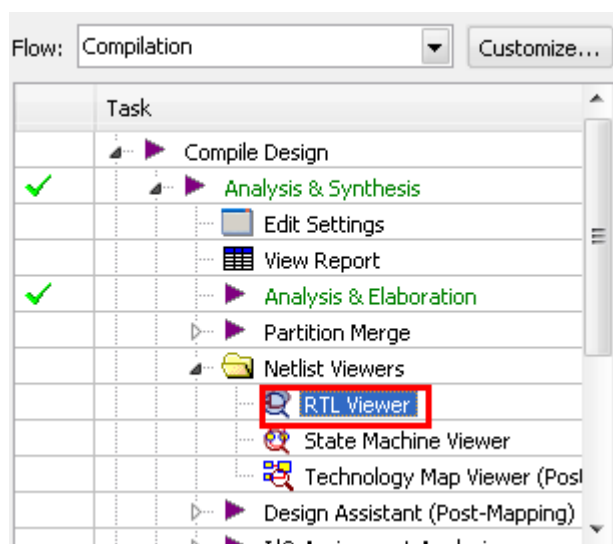 Flow: Compilation Customize...
Task
Compile Design
Analysis & Synthesis
Edit Settings
View Report
Analysis & Elaboration
Partition Merge
Netlist Viewers
RTL Viewer
State Machine Viewer
Technology Map Viewer (Post
Design Assistant (Post-Mapping)